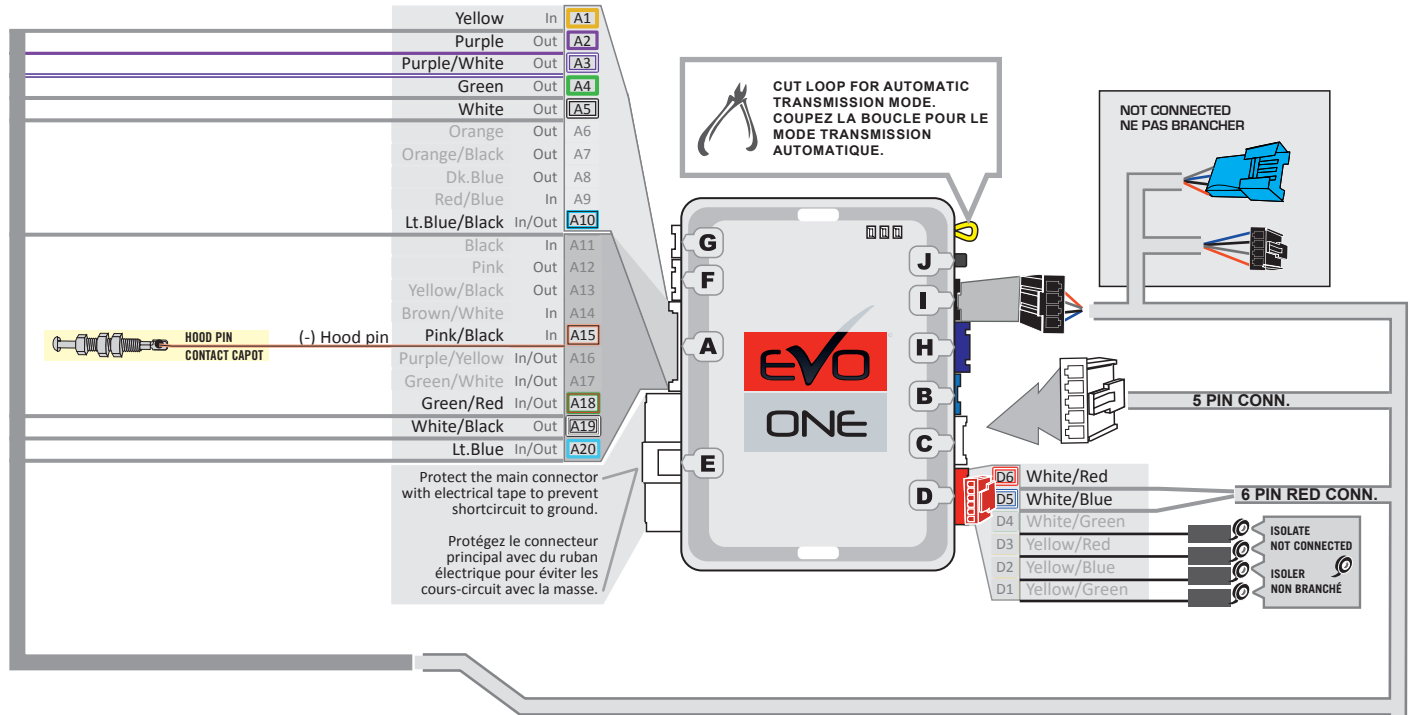 Yellow In A1
Purple Out A2
Purple/White Out A3
Green Out A4
White Out A5
Orange Out A6
Orange/Black Out A7
Dk.Blue Out A8
Red/Blue In A9
Lt.Blue/Black In/Out A10
Black In A11
Pink Out A12
Yellow/Black Out A13
Brown/White In A14
(-) Hood pin Pink/Black In A15
Purple/Yellow In/Out A16
Green/White In/Out A17
Green/Red In/Out A18
White/Black Out A19
Lt.Blue In/Out A20
HOOD PIN
CONTACT CAPOT
Protect the main connector
with electrical tape to prevent
shortcircuit to ground.
Protégez le connecteur
principal avec du ruban
électrique pour éviter les
cours-circuit avec la masse.
CUT LOOP FOR AUTOMATIC
TRANSMISSION MODE.
COUPEZ LA BOUCLE POUR LE
MODE TRANSMISSION
AUTOMATIQUE.
G
F
A
E
J
I
H
B
C
D
EVO
ONE
NOT CONNECTED
NE PAS BRANCHER
5 PIN CONN.
6 PIN RED CONN.
D6 White/Red
D5 White/Blue
D4 White/Green
D3 Yellow/Red
D2 Yellow/Blue
D1 Yellow/Green
ISOLATE
NOT CONNECTED
ISOLER
NON BRANCHÉ